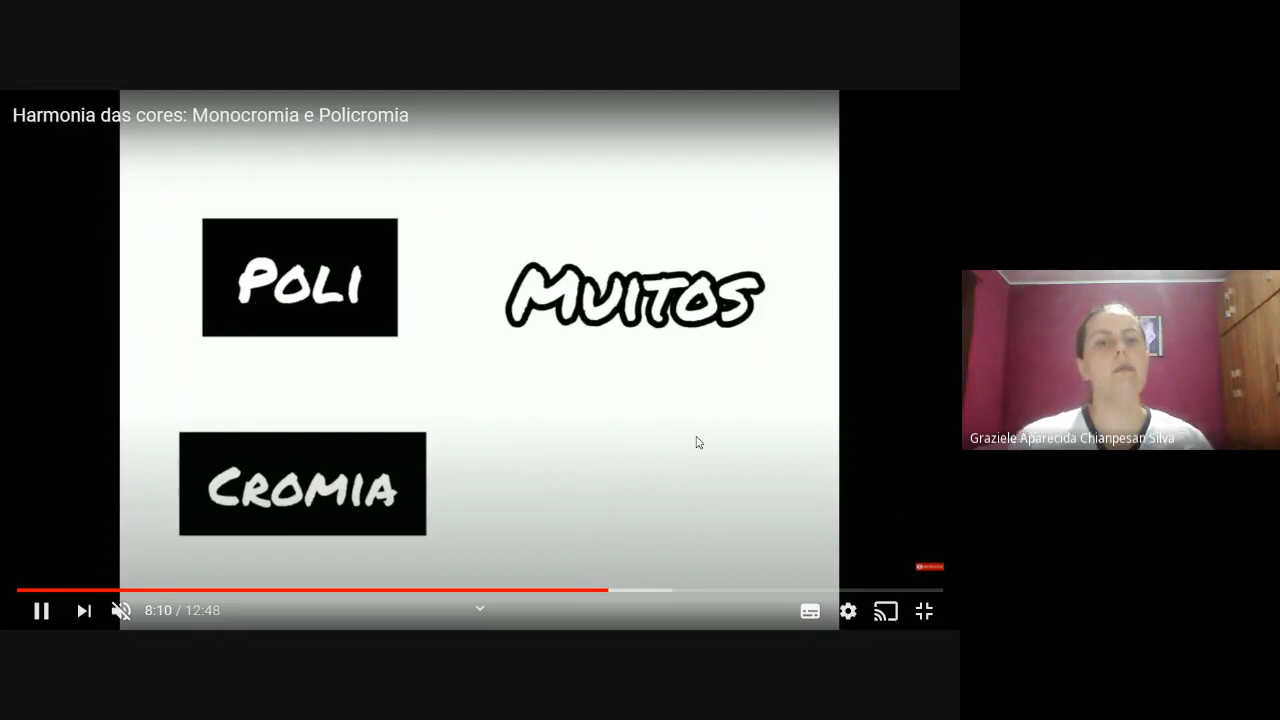 Harmonia das cores: Monocromia e Policromia
POLI
MUITOS
CROMIA
8:10 / 12:48
Graziele Aparecida Chianpesan Silva